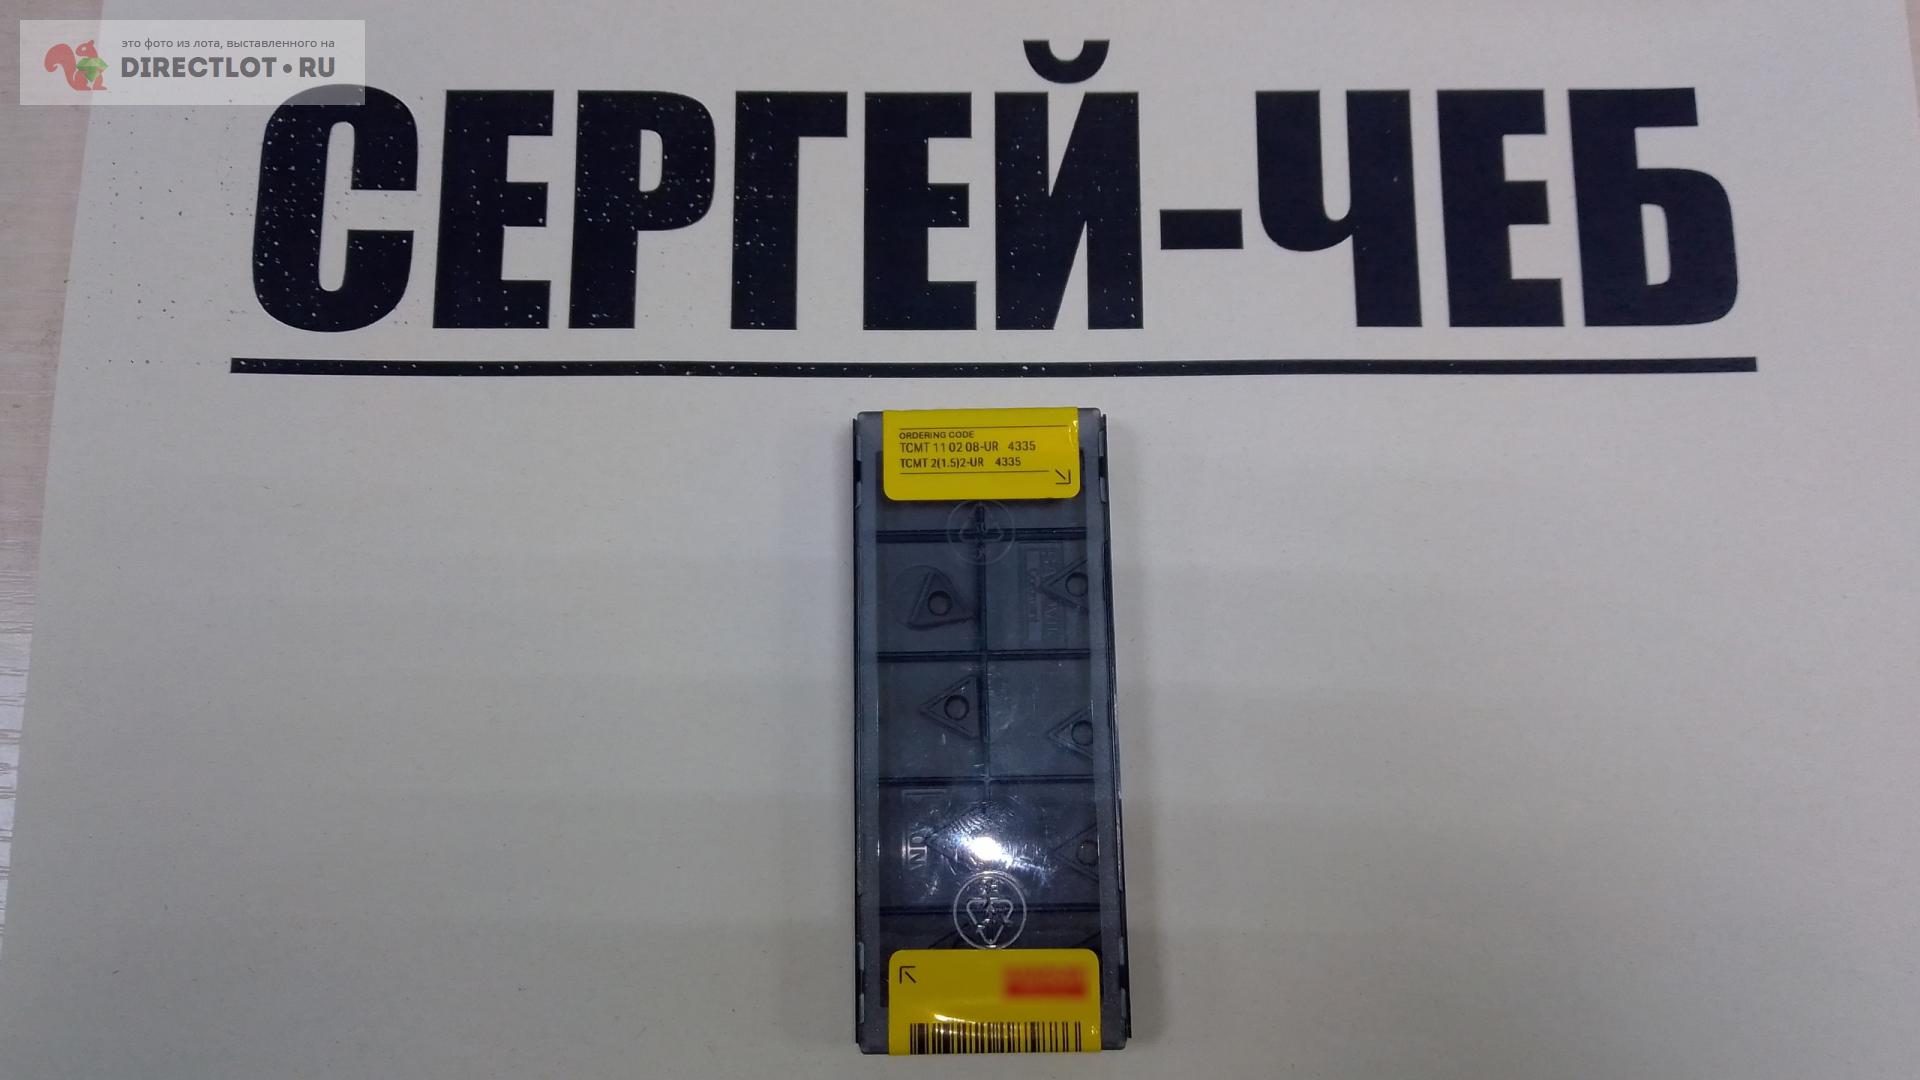 это фото из лота, выставленного на
DIRECTLOT•RU
СЕРГЕЙ-ЧЕБ
ORDERING CODE
TCMT 11 02 08-UR 4335
TCMT 2(1.5)2-UR 4335